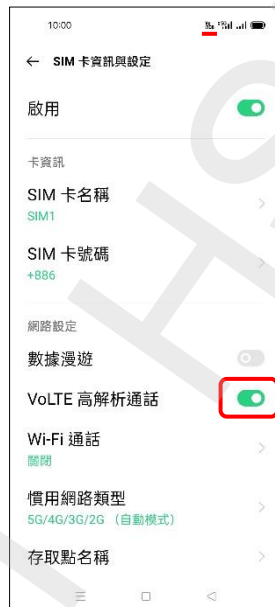 10:00
← SIM 卡資訊與設定
啟用
卡資訊
SIM 卡名稱
SIM1
SIM 卡號碼
+886
網路設定
數據漫遊
VoLTE 高解析通話
Wi-Fi 通話
關閉
慣用網路類型
5G/4G/3G/2G （自動模式）
存取點名稱